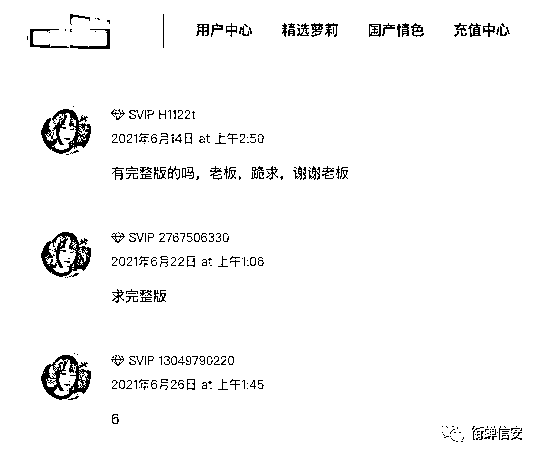 用户中心 精选萝莉 国产情色 充值中心
SVIP H1122t
2021年6月14日 at 上午2:50
有完整版的吗，老板，跪求，谢谢老板
SVIP 2767506330
2021年6月22日 at 上午1:06
求完整版
SVIP 13049790220
2021年6月26日 at 上午1:45
6
衔蝉信安